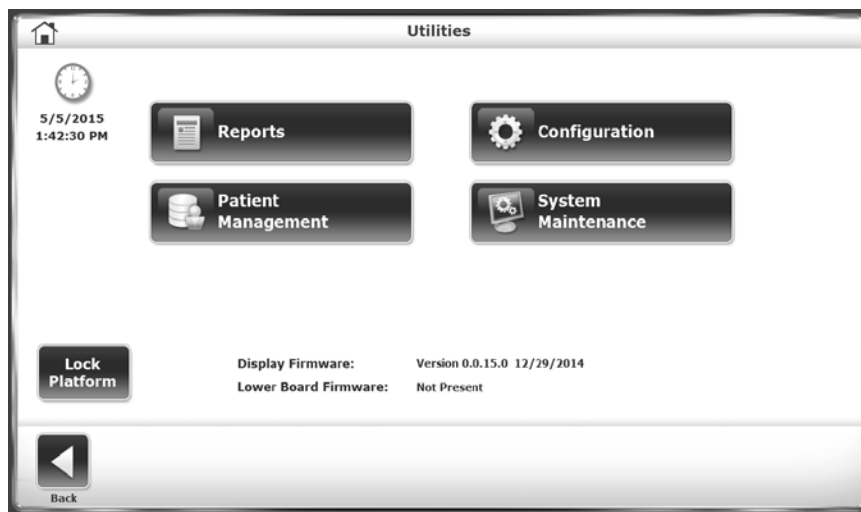 Utilities
5/5/2015
1:42:30 PM
Reports
Configuration
Patient
Management
System
Maintenance
Lock
Platform
Display Firmware: Version 0.0.15.0 12/29/2014
Lower Board Firmware: Not Present
Back